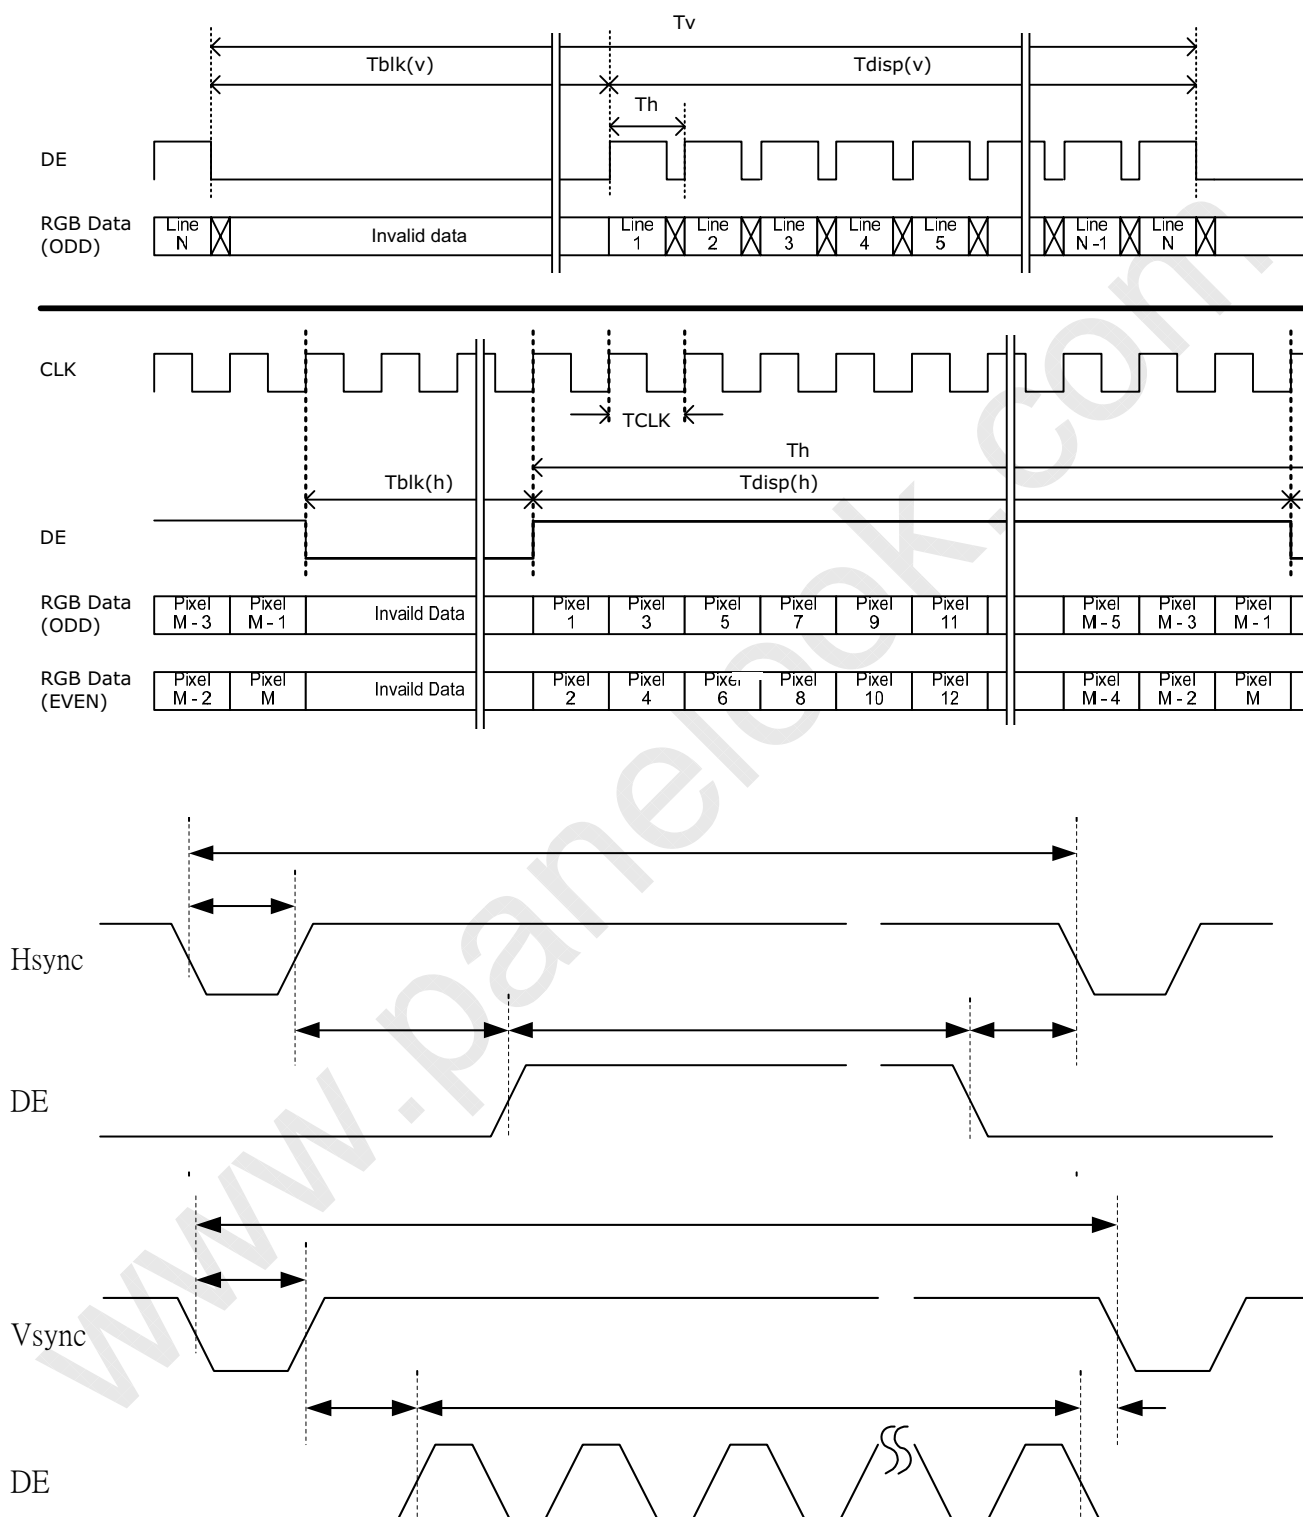 Tv
Tblk(v) Tdisp(v)
Th
DE
RGB Data
(ODD)
Line
N
Invalid data
Line
1
Line
2
Line
3
Line
4
Line
5
Line
N -1
Line
N
CLK
TCLK
Th
Tblk(h) Tdisp(h)
DE
RGB Data
(ODD)
Pixel
M - 3
Pixel
M - 1
Invaild Data
Pixel
1
Pixel
3
Pixel
5
Pixel
7
Pixel
9
Pixel
11
Pixel
M - 5
Pixel
M - 3
Pixel
M - 1
RGB Data
(EVEN)
Pixel
M - 2
Pixel
M
Invaild Data
Pixel
2
Pixel
4
Pixel
6
Pixel
8
Pixel
10
Pixel
12
Pixel
M - 4
Pixel
M - 2
Pixel
M
Hsync
DE
Vsync
DE
www.panelook.com